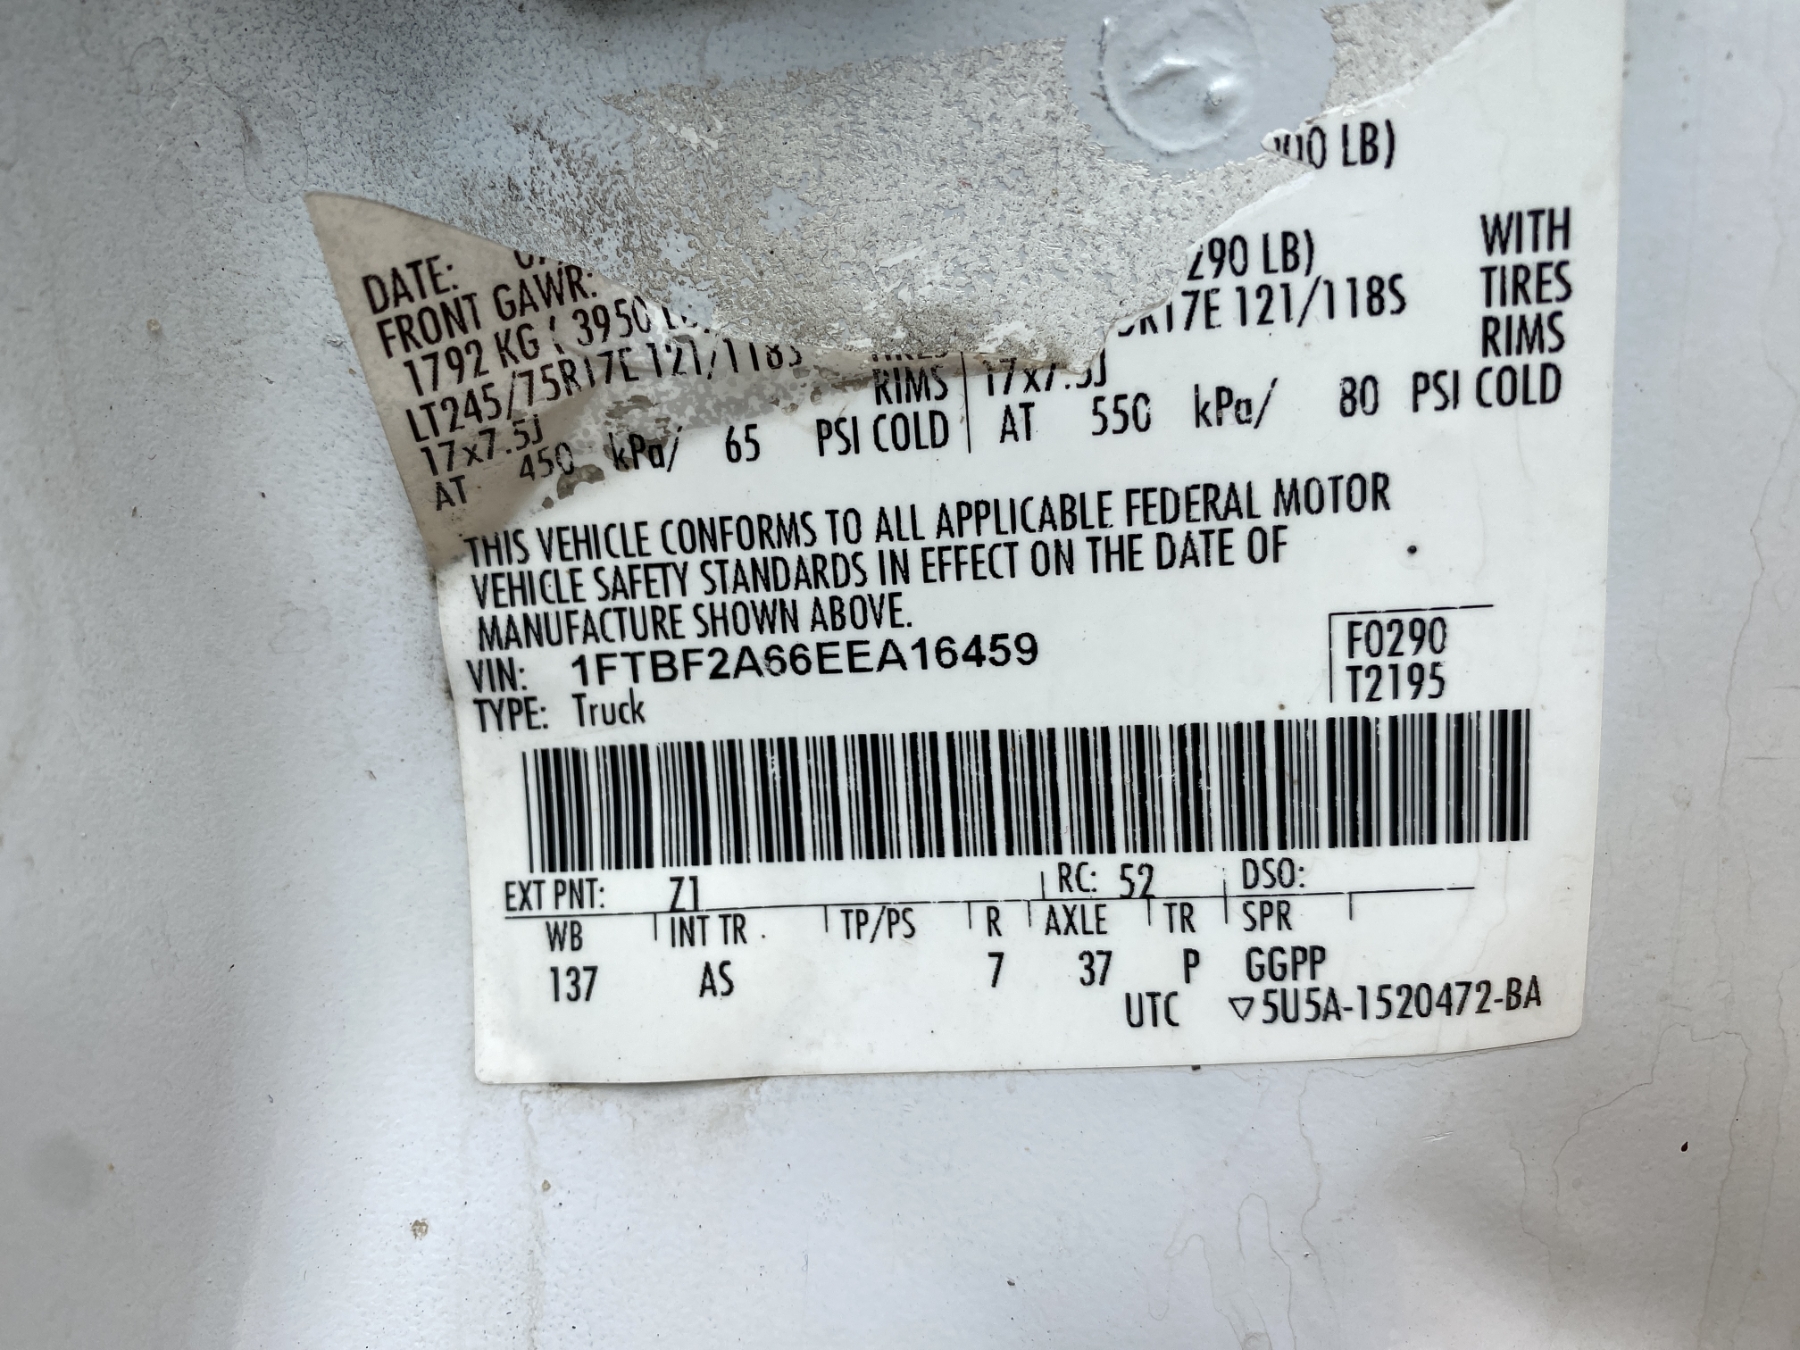 00 LB)
DATE:
FRONT GAWR: 290 LB) WITH
1792 KG ( 3950 R17E 121/118S TIRES
LT245/75R17E 121/118S RIMS
17x7.5J RIMS 17x7.5J
AT 450 kPa/ 65 PSI COLD AT 550 kPa/ 80 PSI COLD
THIS VEHICLE CONFORMS TO ALL APPLICABLE FEDERAL MOTOR
VEHICLE SAFETY STANDARDS IN EFFECT ON THE DATE OF
MANUFACTURE SHOWN ABOVE.
VIN: 1FTBF2A66EEA16459 F0290
TYPE: Truck T2195
EXT PNT: Z1 RC: 52 DSO:
WB INT TR TP/PS R AXLE TR SPR
137 AS 7 37 P GGPP
UTC ▽5U5A-1520472-BA